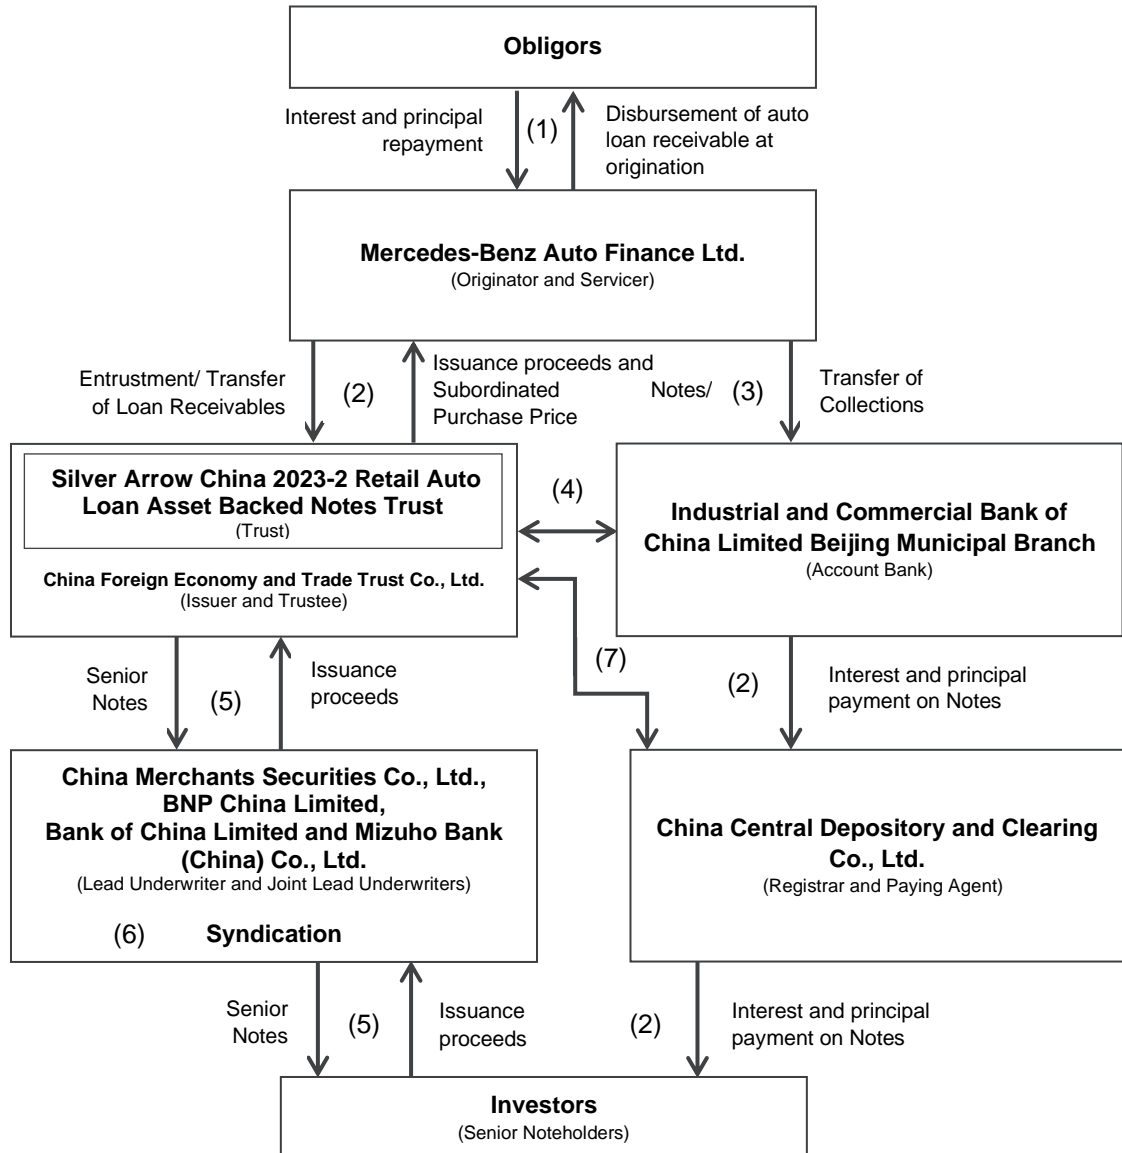 Obligors
Interest and principal
repayment
(1)
Disbursement of auto
loan receivable at
origination
Mercedes-Benz Auto Finance Ltd.
(Originator and Servicer)
Entrustment/ Transfer
of Loan Receivables
(2)
Issuance proceeds and
Subordinated Notes/
Purchase Price
(3)
Transfer of
Collections
Silver Arrow China 2023-2 Retail Auto
Loan Asset Backed Notes Trust
(Trust)
China Foreign Economy and Trade Trust Co., Ltd.
(Issuer and Trustee)
(4)
Industrial and Commercial Bank of
China Limited Beijing Municipal Branch
(Account Bank)
Senior
Notes
(5)
Issuance
proceeds
(7)
(2)
Interest and principal
payment on Notes
China Merchants Securities Co., Ltd.,
BNP China Limited,
Bank of China Limited and Mizuho Bank
(China) Co., Ltd.
(Lead Underwriter and Joint Lead Underwriters)
(6) Syndication
China Central Depository and Clearing
Co., Ltd.
(Registrar and Paying Agent)
Senior
Notes
(5)
Issuance
proceeds
(2)
Interest and principal
payment on Notes
Investors
(Senior Noteholders)